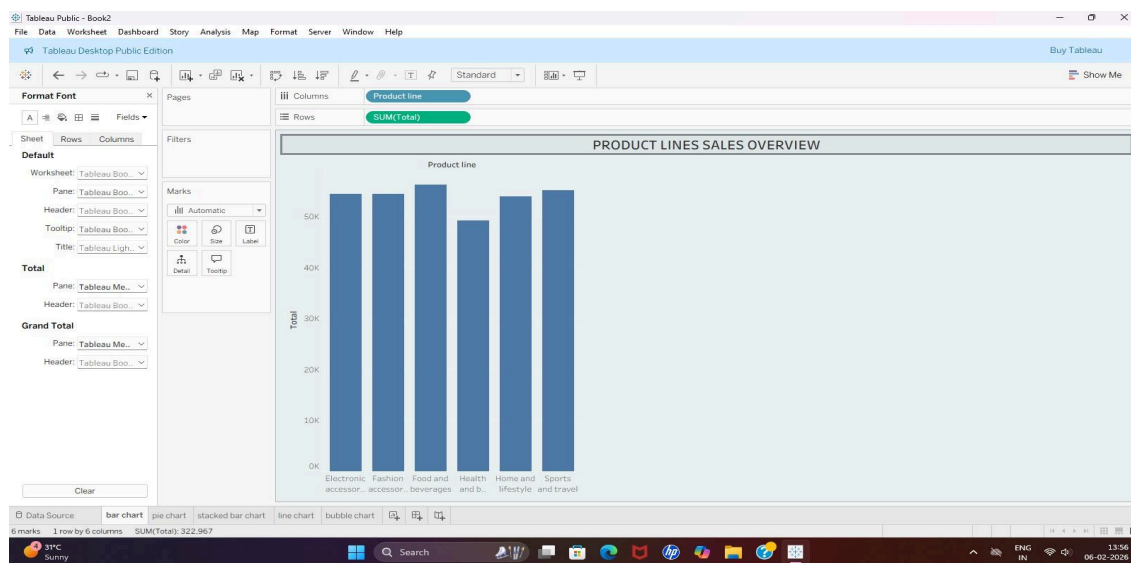 Tableau Public - Book2
File Data Worksheet Dashboard Story Analysis Map Format Server Window Help
Tableau Desktop Public Edition Buy Tableau
Standard Show Me
Format Font × Pages Columns Product line
A Fields Rows SUM(Total)
Sheet Rows Columns Filters PRODUCT LINES SALES OVERVIEW
Default
Product line
Worksheet: Tableau Boo..
Pane: Tableau Boo.. Marks
Header: Tableau Boo.. Automatic
50K
Tooltip: Tableau Boo..
Color Size Label
Title: Tableau Ligh..
Total Detail Tooltip
40K
Pane: Tableau Me..
Header: Tableau Boo..
Total
30K
Grand Total
Pane: Tableau Me..
Header: Tableau Boo..
20K
10K
0K
Electronic accessor.. Fashion accessor.. Food and beverages Health and b.. Home and lifestyle Sports and travel
Clear
Data Source bar chart pie chart stacked bar chart line chart bubble chart
6 marks 1 row by 6 columns SUM(Total): 322,967
4
31°C
Sunny
Search
hp
ENG
IN
13:56
06-02-2026